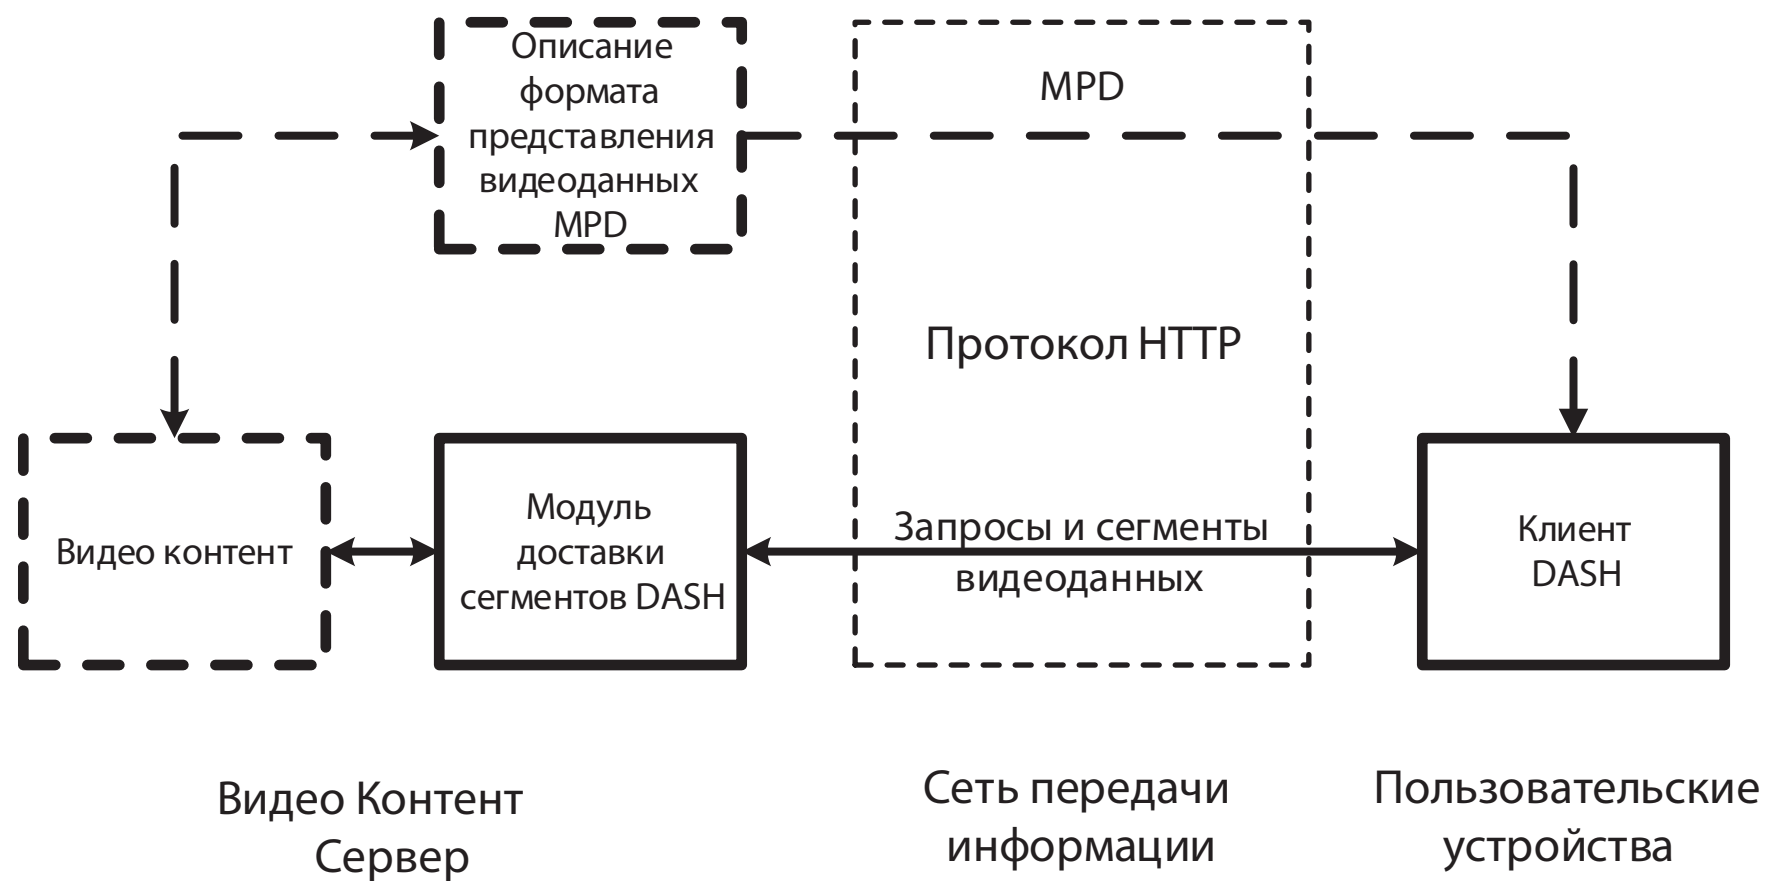 Описание
формата
представления
видеоданных
MPD
MPD
Протокол HTTP
Видео контент
Модуль
доставки
сегментов DASH
Запросы и сегменты
видеоданных
Клиент
DASH
Видео Контент
Сервер
Сеть передачи
информации
Пользовательские
устройства